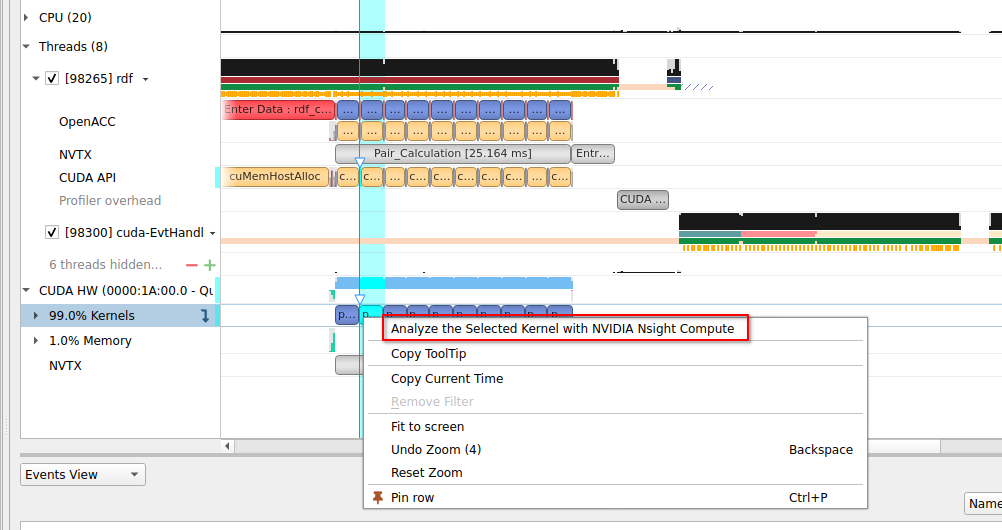 CPU (20)
Threads (8)
[98265] rdf
Enter Data : rdf_c... ... ... ... ... ... ... ... ... ... ...
OpenACC
... ... ... ... ... ... ... ... ... ...
NVTX Pair_Calculation [25.164 ms] Entr...
CUDA API cuMemHostAlloc c... c... ... c... c... c... c... c... c... c...
Profiler overhead CUDA ...
[98300] cuda-EvtHandl
6 threads hidden...
CUDA HW (0000:1A:00.0 - Qu
99.0% Kernels p... p... p... p... p... p... p... p... p... p...
Analyze the Selected Kernel with NVIDIA Nsight Compute
1.0% Memory
Copy ToolTip
NVTX
Copy Current Time
Remove Filter
Fit to screen
Undo Zoom (4) Backspace
Reset Zoom
Events View
Pin row Ctrl+P
Name